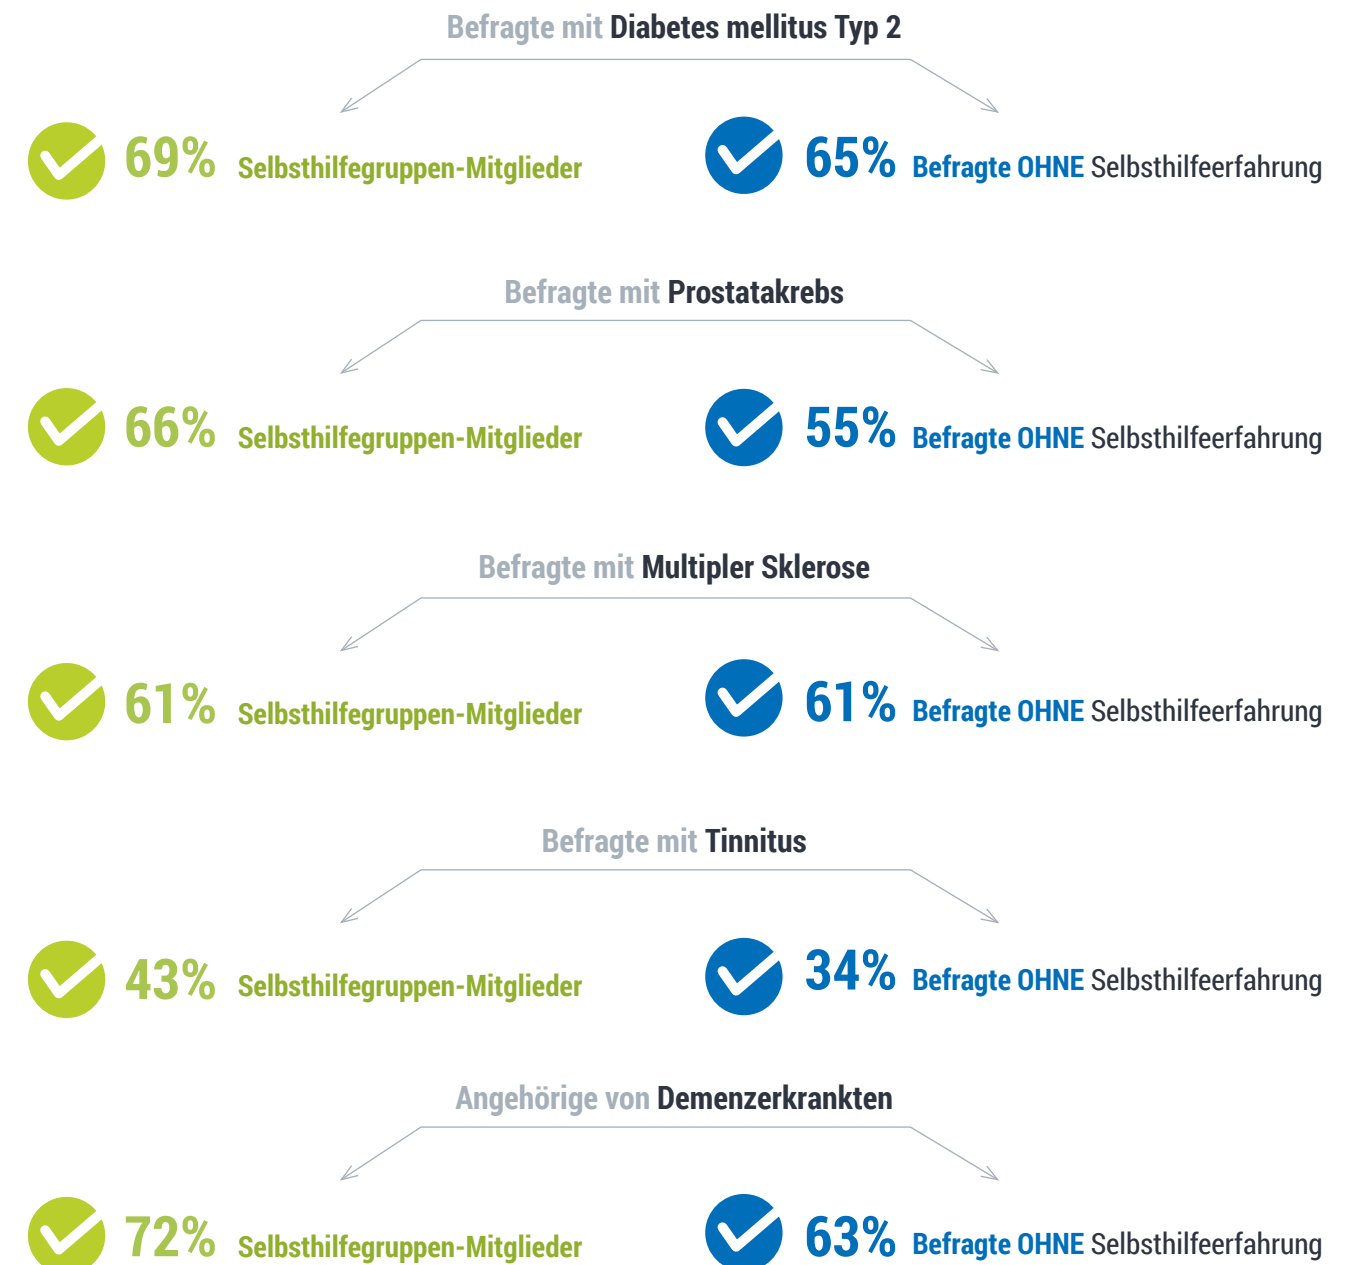 Befragte mit Diabetes mellitus Typ 2
69% Selbsthilfegruppen-Mitglieder
65% Befragte OHNE Selbsthilfeerfahrung
Befragte mit Prostatakrebs
66% Selbsthilfegruppen-Mitglieder
55% Befragte OHNE Selbsthilfeerfahrung
Befragte mit Multipler Sklerose
61% Selbsthilfegruppen-Mitglieder
61% Befragte OHNE Selbsthilfeerfahrung
Befragte mit Tinnitus
43% Selbsthilfegruppen-Mitglieder
34% Befragte OHNE Selbsthilfeerfahrung
Angehörige von Demenzerkrankten
72% Selbsthilfegruppen-Mitglieder
63% Befragte OHNE Selbsthilfeerfahrung